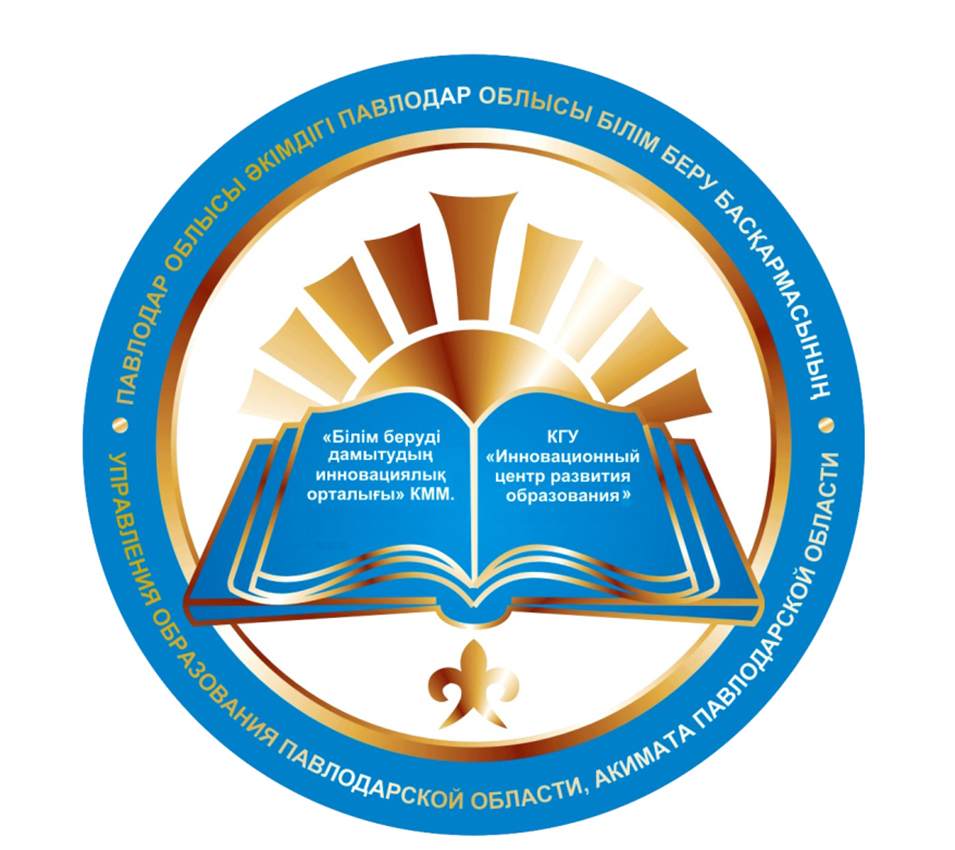 ПАВЛОДАР ОБЛЫСЫ ӘКІМДІГІ ПАВЛОДАР ОБЛЫСЫ БІЛІМ БЕРУ БАСҚАРМАСЫНЫҢ
«Білім беруді
дамытудың
инновациялық
орталығы» КММ.
КГУ
«Инновационный
центр развития
образования»
УПРАВЛЕНИЯ ОБРАЗОВАНИЯ ПАВЛОДАРСКОЙ ОБЛАСТИ, АКИМАТА ПАВЛОДАРСКОЙ ОБЛАСТИ